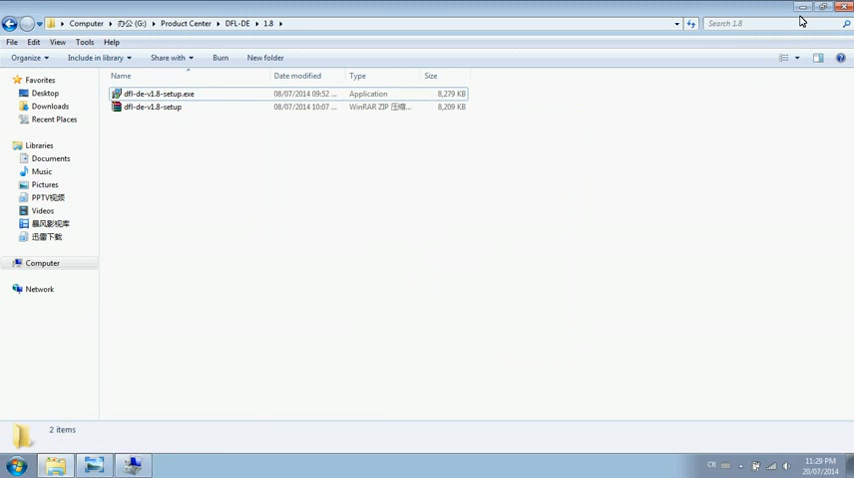 Computer ▸ 办公 (G:) ▸ Product Center ▸ DFL-DE ▸ 1.8 ▸
Search 1.8
File Edit View Tools Help
Organize Include in library Share with Burn New folder
Favorites
Desktop
Downloads
Recent Places
Libraries
Documents
Music
Pictures
PPTV视频
Videos
暴风影视库
迅雷下载
Computer
Network
Name Date modified Type Size
dfl-de-v1.8-setup.exe 08/07/2014 09:52 ... Application 8,279 KB
dfl-de-v1.8-setup 08/07/2014 10:07 ... WinRAR ZIP 压缩... 8,209 KB
2 items
CH
11:29 PM
20/07/2014